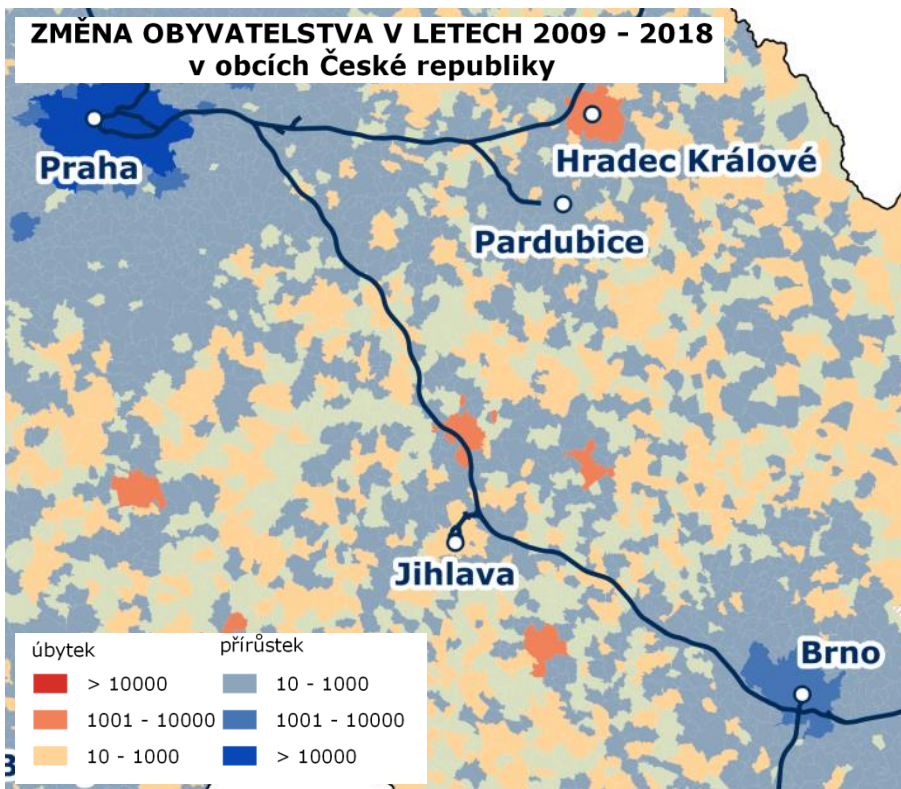 ZMĚNA OBYVATELSTVA V LETECH 2009 - 2018
v obcích České republiky
Praha
Hradec Králové
Pardubice
Jihlava
Brno
úbytek
> 10000
1001 - 10000
10 - 1000
přírůstek
10 - 1000
1001 - 10000
> 10000